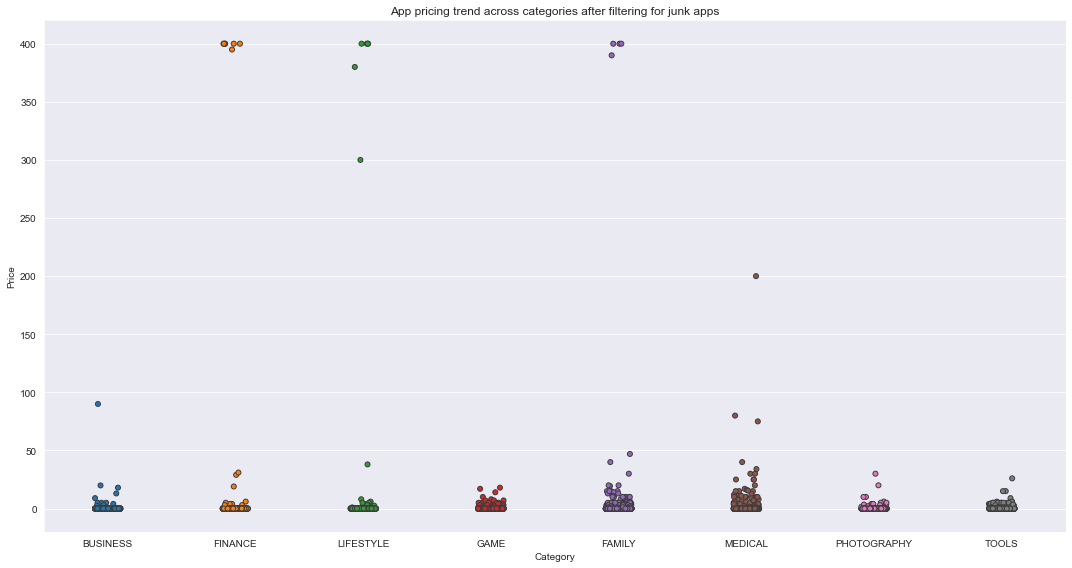 App pricing trend across categories after filtering for junk apps
400
350
300
250
200
150
100
50
0
Price
BUSINESS FINANCE LIFESTYLE GAME FAMILY MEDICAL PHOTOGRAPHY TOOLS
Category